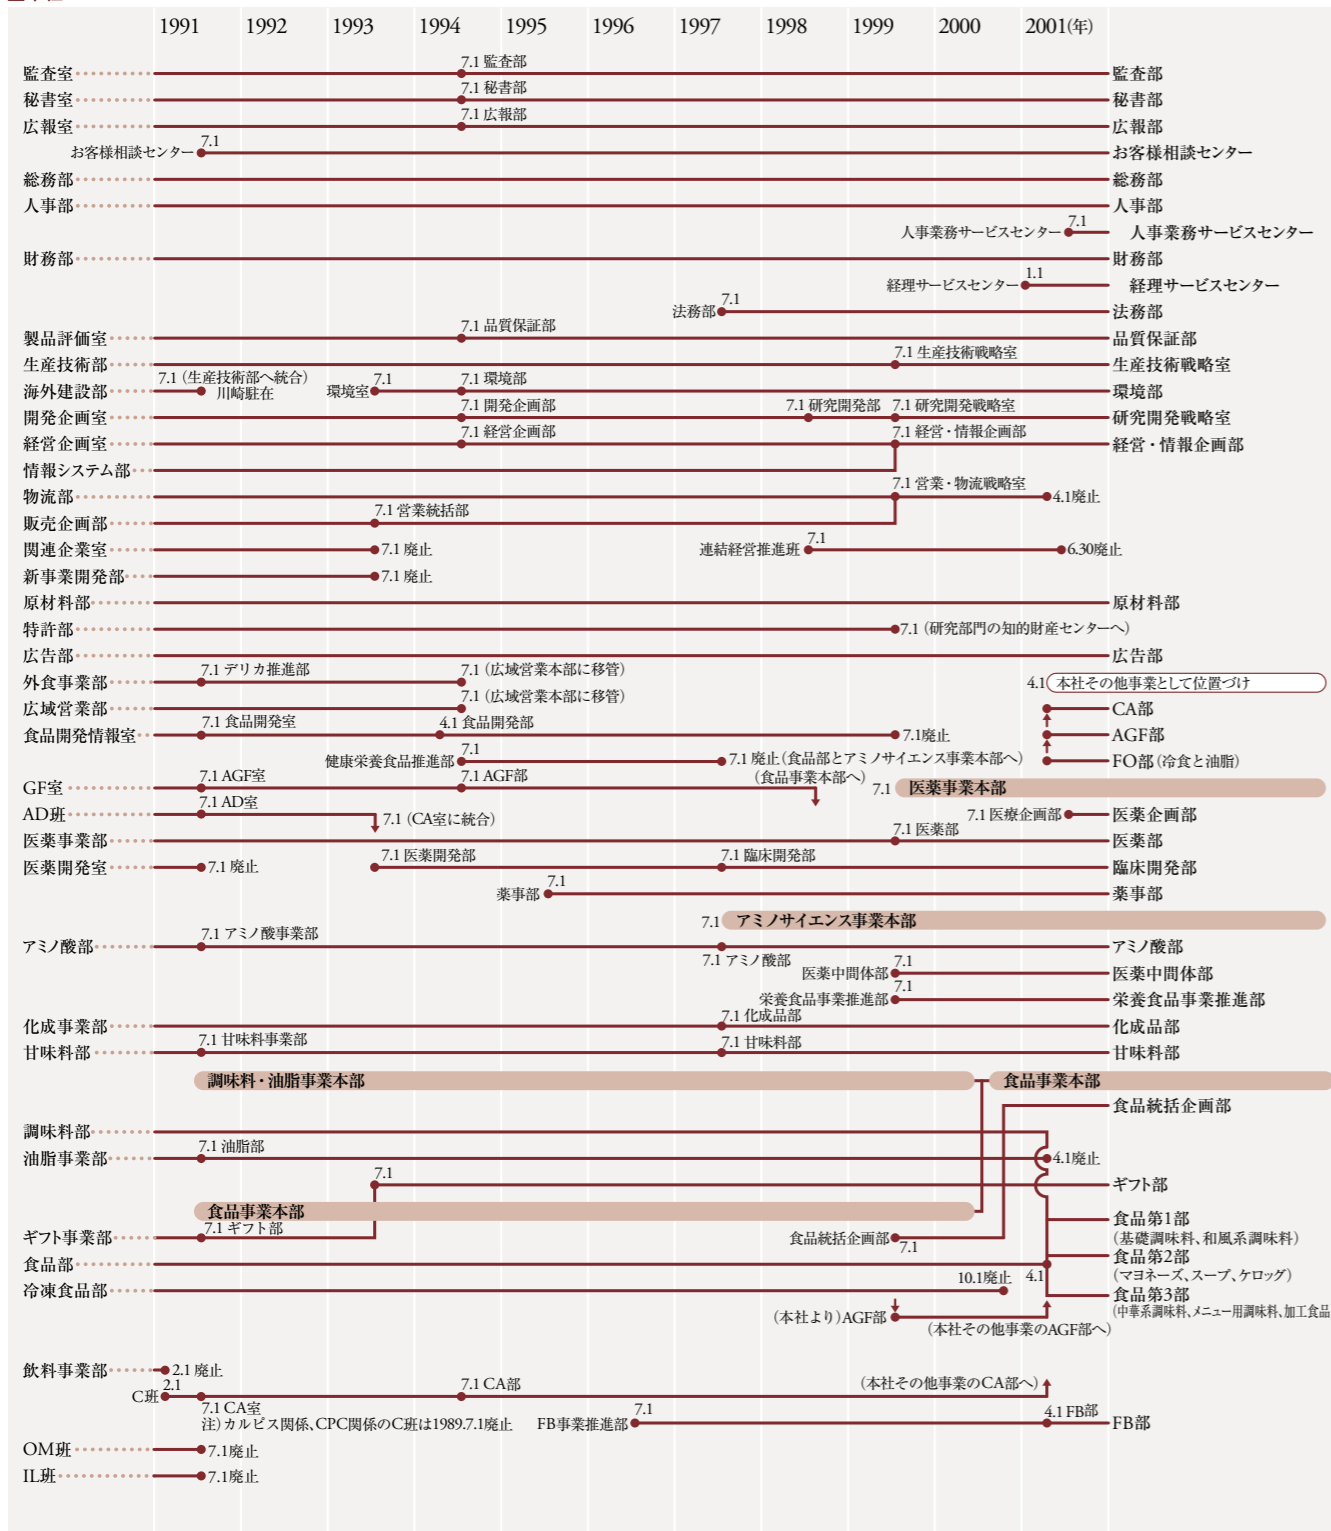 1991 1992 1993 1994 1995 1996 1997 1998 1999 2000 2001(年)
監査室 7.1 監査部 監査部
秘書室 7.1 秘書部 秘書部
広報室 7.1 広報部 広報部
お客様相談センター 7.1 お客様相談センター
総務部 総務部
人事部 人事部
人事業務サービスセンター 7.1 人事業務サービスセンター
財務部 財務部
経理サービスセンター 1.1 経理サービスセンター
法務部 7.1 法務部
製品評価室 7.1 品質保証部 品質保証部
生産技術部 7.1 生産技術戦略室 生産技術戦略室
海外建設部 7.1（生産技術部へ統合） 環境室 7.1 7.1 環境部 環境部
川崎駐在
開発企画室 7.1 開発企画部 7.1 研究開発部 7.1 研究開発戦略室 研究開発戦略室
経営企画室 7.1 経営企画部 7.1 経営・情報企画部 経営・情報企画部
情報システム部
物流部 7.1 営業・物流戦略室 4.1廃止
販売企画部 7.1 営業統括部
関連企業室 7.1 廃止 連結経営推進班 7.1 6.30廃止
新事業開発部 7.1 廃止
原材料部 原材料部
特許部 7.1（研究部門の知的財産センターへ）
広告部 広告部
外食事業部 7.1 デリカ推進部 7.1（広域営業本部に移管） 4.1 本社その他事業として位置づけ
広域営業部 7.1（広域営業本部に移管） CA部
食品開発情報室 7.1 食品開発室 4.1 食品開発部 7.1廃止 AGF部
健康栄養食品推進部 7.1 7.1 廃止（食品部とアミノサイエンス事業本部へ） FO部（冷食と油脂）
GF室 7.1 AGF室 7.1 AGF部 （食品事業本部へ） 7.1 医薬事業本部
AD班 7.1 AD室 7.1（CA室に統合） 7.1 医療企画部 医薬企画部
医薬事業部 7.1 医薬部 医薬部
医薬開発室 7.1 廃止 7.1 医薬開発部 7.1 臨床開発部 臨床開発部
薬事部 7.1 薬事部
7.1 アミノサイエンス事業本部
アミノ酸部 7.1 アミノ酸事業部 アミノ酸部
7.1 アミノ酸部
医薬中間体部 7.1 医薬中間体部
栄養食品事業推進部 7.1 栄養食品事業推進部
化成事業部 7.1 化成品部 化成品部
甘味料部 7.1 甘味料事業部 7.1 甘味料部 甘味料部
調味料・油脂事業本部 食品事業本部
食品統括企画部
調味料部
油脂事業部 7.1 油脂部 4.1廃止
7.1 ギフト部
食品事業本部
食品第1部
ギフト事業部 7.1 ギフト部 食品統括企画部 7.1 （基礎調味料、和風系調味料）
食品部 食品第2部
4.1 （マヨネーズ、スープ、ケロッグ）
冷凍食品部 10.1廃止 食品第3部
（中華系調味料、メニュー用調味料、加工食品
（本社より）AGF部 （本社その他事業のAGF部へ）
飲料事業部 2.1 廃止
C班 2.1 7.1 CA部 （本社その他事業のCA部へ）
7.1 CA室
注）カルピス関係、CPC関係のC班は1989.7.1廃止 FB事業推進部 7.1 4.1 FB部 FB部
OM班 7.1廃止
IL班 7.1廃止